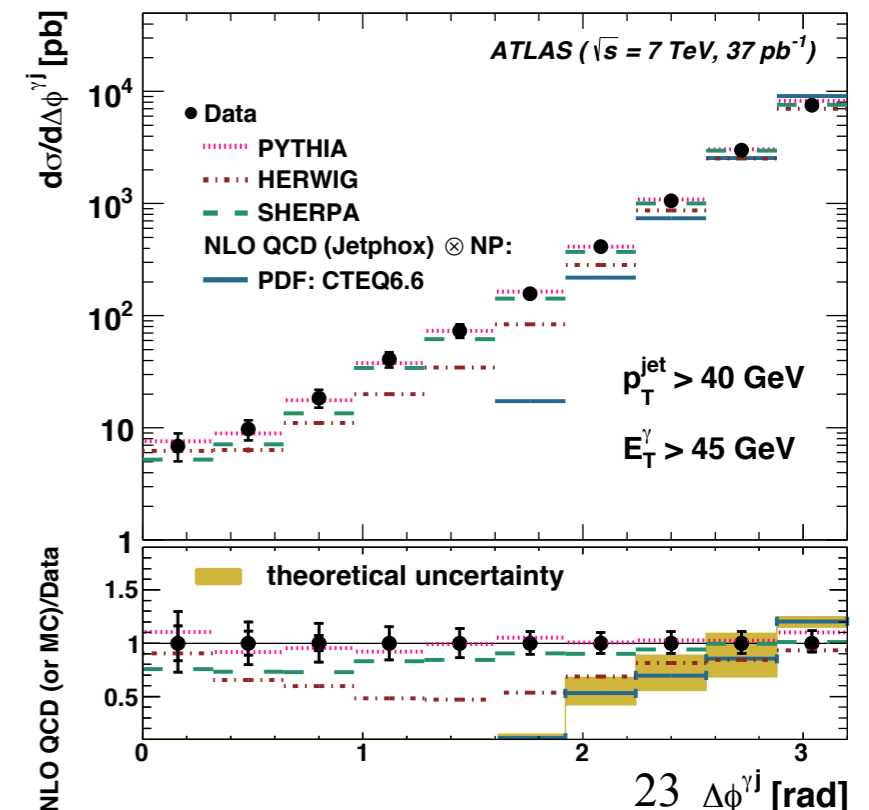 dσ/dΔφ^γj [pb]
ATLAS (√s = 7 TeV, 37 pb⁻¹)
10⁴
10³
10²
10
1
Data
PYTHIA
HERWIG
SHERPA
NLO QCD (Jetphox) ⊗ NP:
PDF: CTEQ6.6
p_T^jet > 40 GeV
E_T^γ > 45 GeV
NLO QCD (or MC)/Data
theoretical uncertainty
1.5
1
0.5
0 1 2 3
23 Δφ^γj [rad]